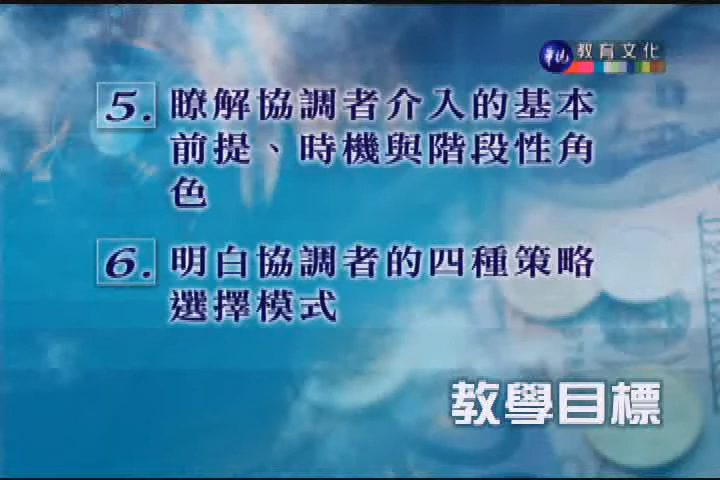 華視 教育文化
5. 瞭解協調者介入的基本
前提、時機與階段性角
色
6. 明白協調者的四種策略
選擇模式
教學目標